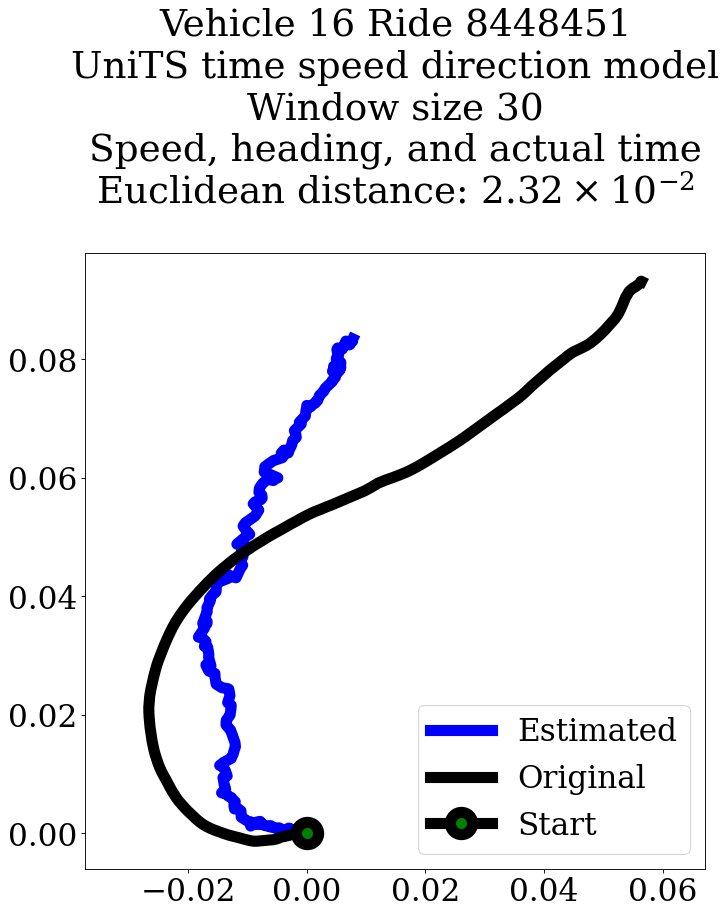 Vehicle 16 Ride 8448451
UniTS time speed direction model
Window size 30
Speed, heading, and actual time
Euclidean distance: 2.32 × 10⁻²
0.08
0.06
0.04
0.02
0.00
Estimated
Original
Start
−0.02 0.00 0.02 0.04 0.06